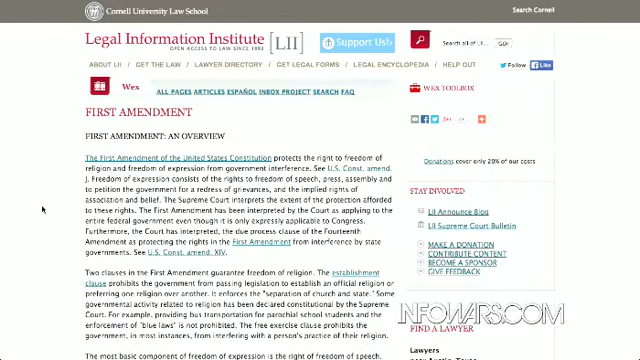 Cornell University Law School
Search Cornell
Legal Information Institute [LII]
OPEN ACCESS TO LAW SINCE 1992
Support Us!
Search all of LII...
GO!
ABOUT LII / GET THE LAW / LAWYER DIRECTORY / GET LEGAL FORMS / LEGAL ENCYCLOPEDIA / HELP OUT
Follow
Like
Wex
ALL PAGES ARTICLES ESPAÑOL INBOX PROJECT SEARCH FAQ
FIRST AMENDMENT
FIRST AMENDMENT: AN OVERVIEW
The First Amendment of the United States Constitution protects the right to freedom of
religion and freedom of expression from government interference. See U.S. Const. amend.
I. Freedom of expression consists of the rights to freedom of speech, press, assembly and
to petition the government for a redress of grievances, and the implied rights of
association and belief. The Supreme Court interprets the extent of the protection afforded
to these rights. The First Amendment has been interpreted by the Court as applying to the
entire federal government even though it is only expressly applicable to Congress.
Furthermore, the Court has interpreted, the due process clause of the Fourteenth
Amendment as protecting the rights in the First Amendment from interference by state
governments. See U.S. Const. amend. XIV.
Two clauses in the First Amendment guarantee freedom of religion. The establishment
clause prohibits the government from passing legislation to establish an official religion or
preferring one religion over another. It enforces the "separation of church and state." Some
governmental activity related to religion has been declared constitutional by the Supreme
Court. For example, providing bus transportation for parochial school students and the
enforcement of "blue laws" is not prohibited. The free exercise clause prohibits the
government, in most instances, from interfering with a person's practice of their religion.
The most basic component of freedom of expression is the right of freedom of speech.
WEX TOOLBOX
Donations cover only 20% of our costs
STAY INVOLVED
LII Announce Blog
LII Supreme Court Bulletin
MAKE A DONATION
CONTRIBUTE CONTENT
BECOME A SPONSOR
GIVE FEEDBACK
INFOWARS.COM
FIND A LAWYER
Lawyers
near Austin, Texas